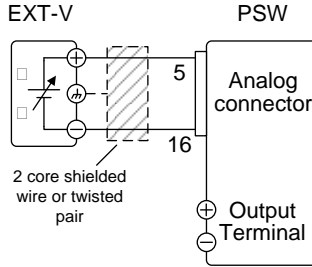 EXT-V
PSW
5
Analog
connector
16
2 core shielded
wire or twisted
pair
Output
Terminal